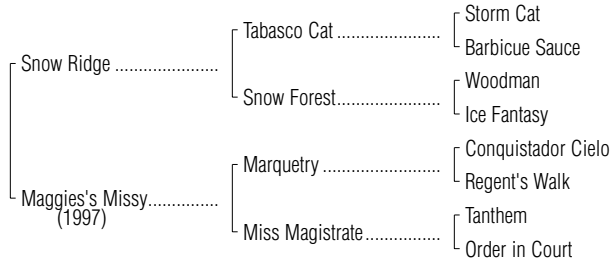 Storm Cat
Tabasco Cat ......................
Barbicue Sauce
Snow Ridge ......................
Woodman
Snow Forest......................
Ice Fantasy
Conquistador Cielo
Marquetry ........................
Regent's Walk
Maggies's Missy...............
(1997)
Tanthem
Miss Magistrate................
Order in Court